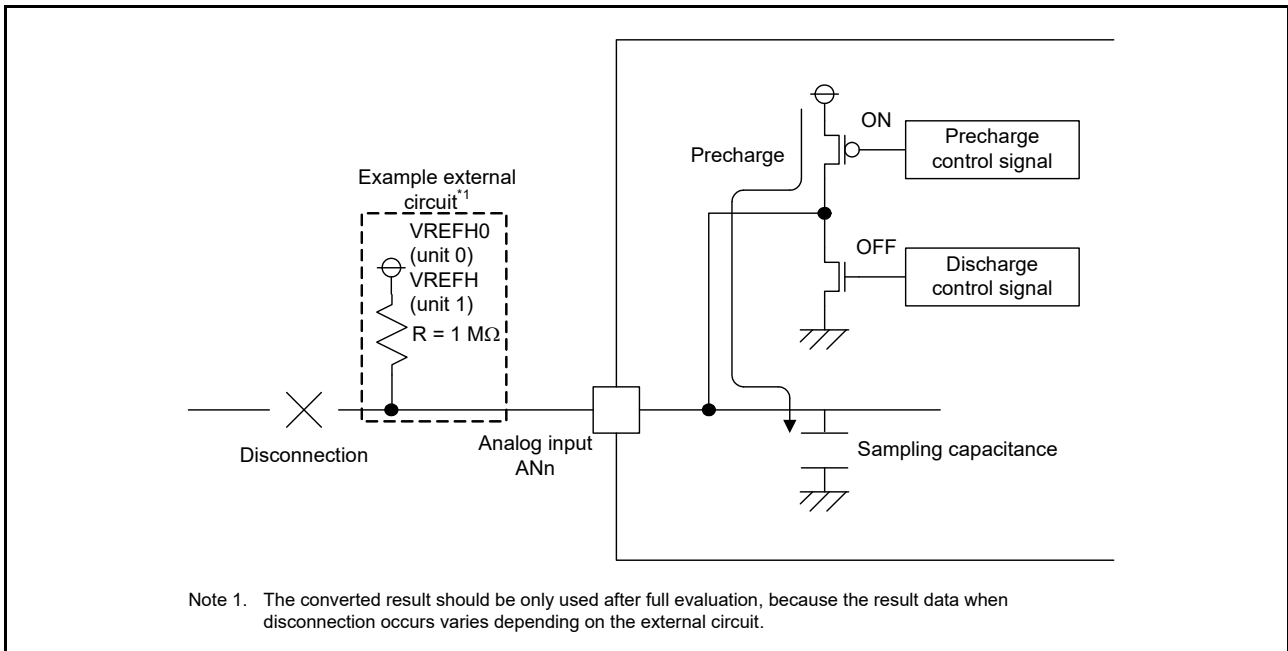 ON
Precharge
control signal
Precharge
Example external
circuit*1
VREFH0
(unit 0)
VREFH
(unit 1)
R = 1 MΩ
OFF
Discharge
control signal
Disconnection
Analog input
ANn
Sampling capacitance
Note 1. The converted result should be only used after full evaluation, because the result data when
disconnection occurs varies depending on the external circuit.